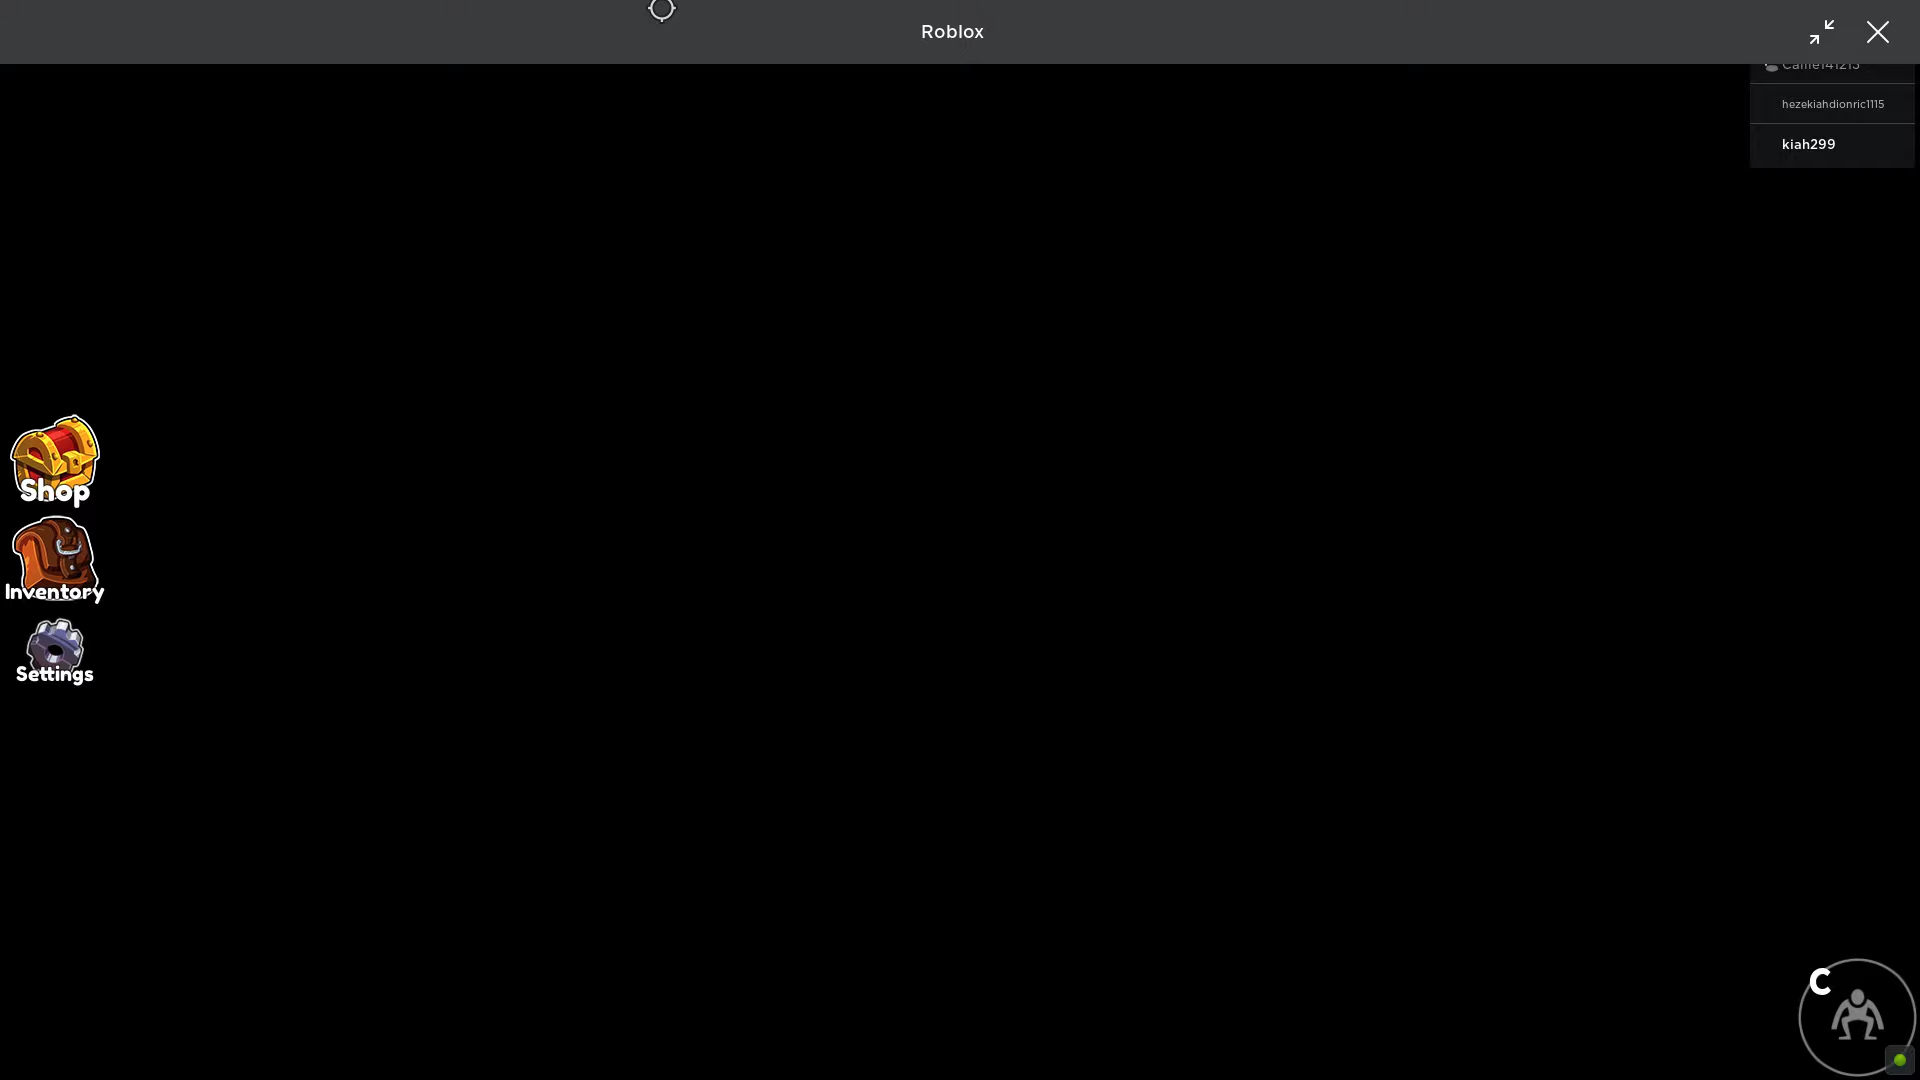 Roblox
hezekiahdionric1115
kiah299
Shop
Inventory
Settings
C